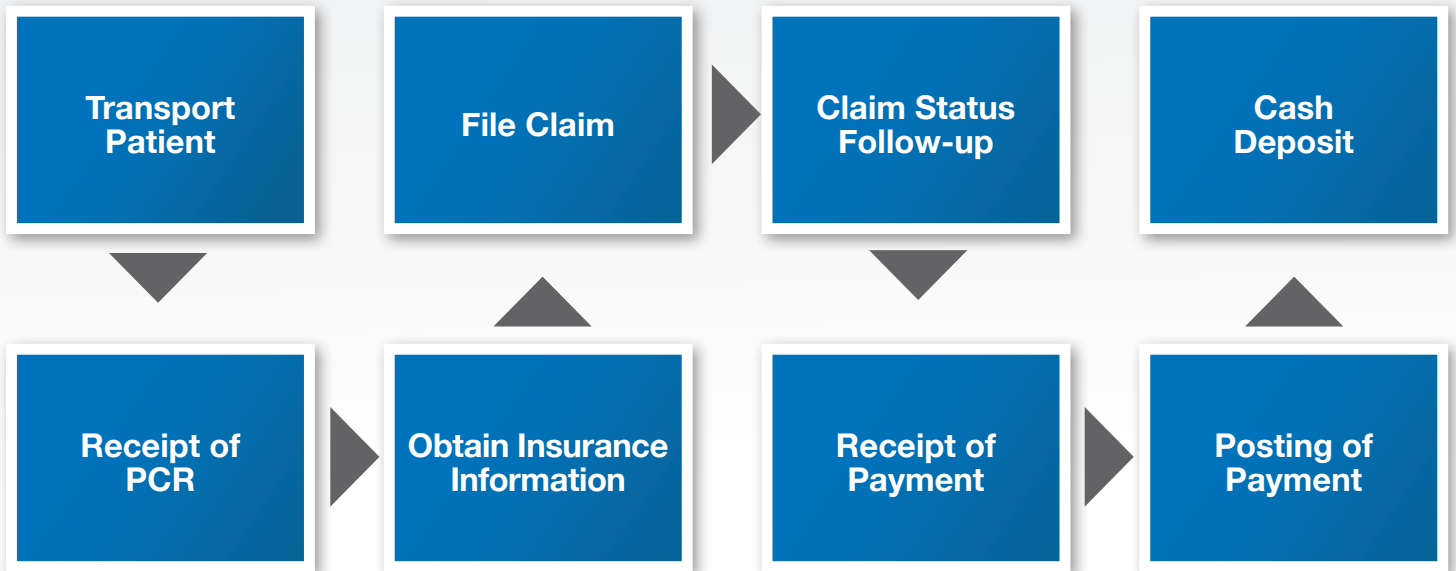 Transport
Patient
File Claim
Claim Status
Follow-up
Cash
Deposit
Receipt of
PCR
Obtain Insurance
Information
Receipt of
Payment
Posting of
Payment